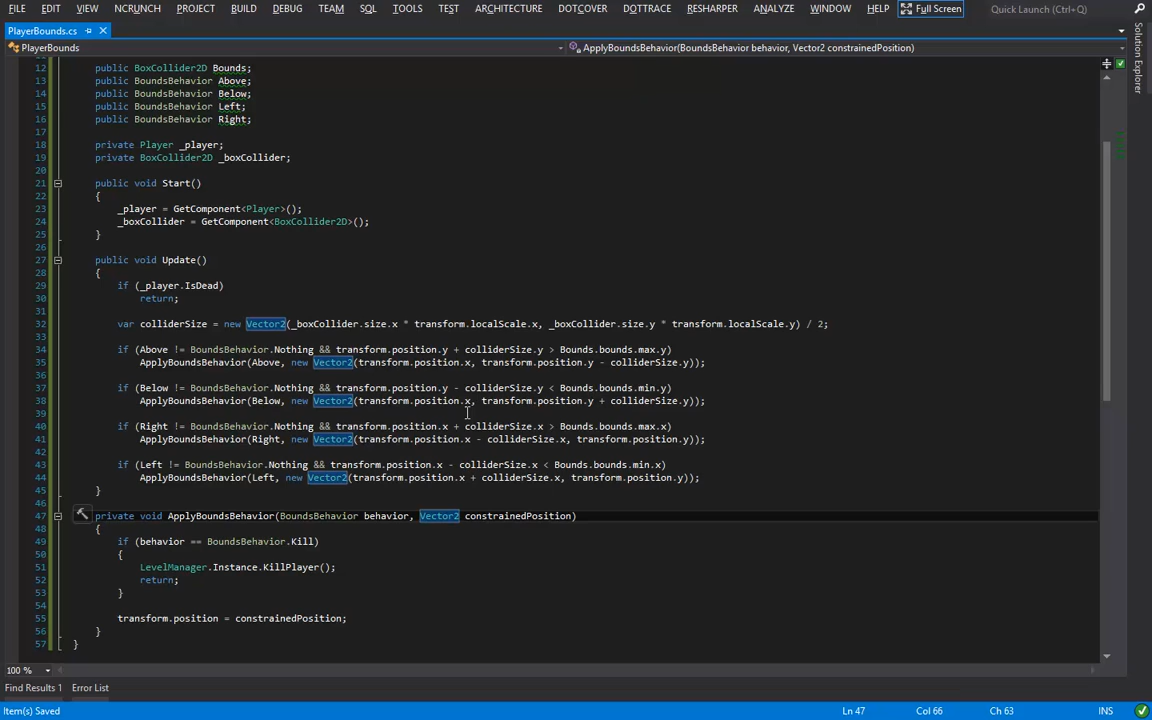 FILE EDIT VIEW NCRUNCH PROJECT BUILD DEBUG TEAM SQL TOOLS TEST ARCHITECTURE DOTCOVER DOTTRACE RESHARPER ANALYZE WINDOW HELP Full Screen Quick Launch (Ctrl+Q)
PlayerBounds.cs
PlayerBounds ApplyBoundsBehavior(BoundsBehavior behavior, Vector2 constrainedPosition)
Solution Explorer
12 public BoxCollider2D Bounds;
13 public BoundsBehavior Above;
14 public BoundsBehavior Below;
15 public BoundsBehavior Left;
16 public BoundsBehavior Right;
17
18 private Player _player;
19 private BoxCollider2D _boxCollider;
20
21 public void Start()
22 {
23 _player = GetComponent<Player>();
24 _boxCollider = GetComponent<BoxCollider2D>();
25 }
26
27 public void Update()
28 {
29 if (_player.IsDead)
30 return;
31
32 var colliderSize = new Vector2(_boxCollider.size.x * transform.localScale.x, _boxCollider.size.y * transform.localScale.y) / 2;
33
34 if (Above != BoundsBehavior.Nothing && transform.position.y + colliderSize.y > Bounds.bounds.max.y)
35 ApplyBoundsBehavior(Above, new Vector2(transform.position.x, transform.position.y - colliderSize.y));
36
37 if (Below != BoundsBehavior.Nothing && transform.position.y - colliderSize.y < Bounds.bounds.min.y)
38 ApplyBoundsBehavior(Below, new Vector2(transform.position.x, transform.position.y + colliderSize.y));
39
40 if (Right != BoundsBehavior.Nothing && transform.position.x + colliderSize.x > Bounds.bounds.max.x)
41 ApplyBoundsBehavior(Right, new Vector2(transform.position.x - colliderSize.x, transform.position.y));
42
43 if (Left != BoundsBehavior.Nothing && transform.position.x - colliderSize.x < Bounds.bounds.min.x)
44 ApplyBoundsBehavior(Left, new Vector2(transform.position.x + colliderSize.x, transform.position.y));
45 }
46
47 private void ApplyBoundsBehavior(BoundsBehavior behavior, Vector2 constrainedPosition)
48 {
49 if (behavior == BoundsBehavior.Kill)
50 {
51 LevelManager.Instance.KillPlayer();
52 return;
53 }
54
55 transform.position = constrainedPosition;
56 }
57 }
100 %
Find Results 1 Error List
Item(s) Saved Ln 47 Col 66 Ch 63 INS